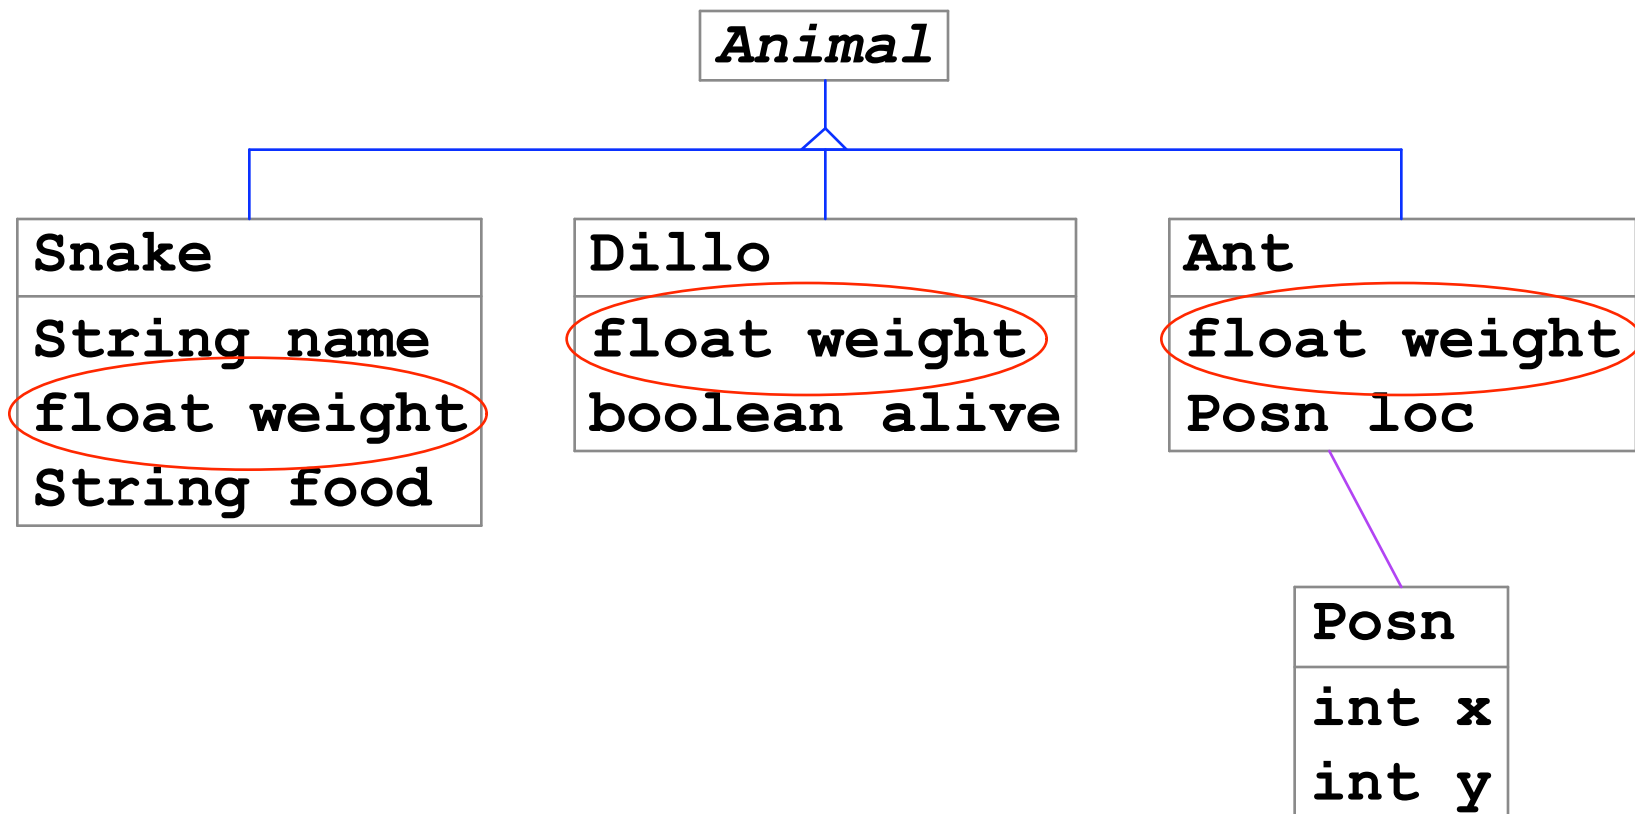 Animal
Snake
String name
float weight
String food
Dillo
float weight
boolean alive
Ant
float weight
Posn loc
Posn
int x
int y